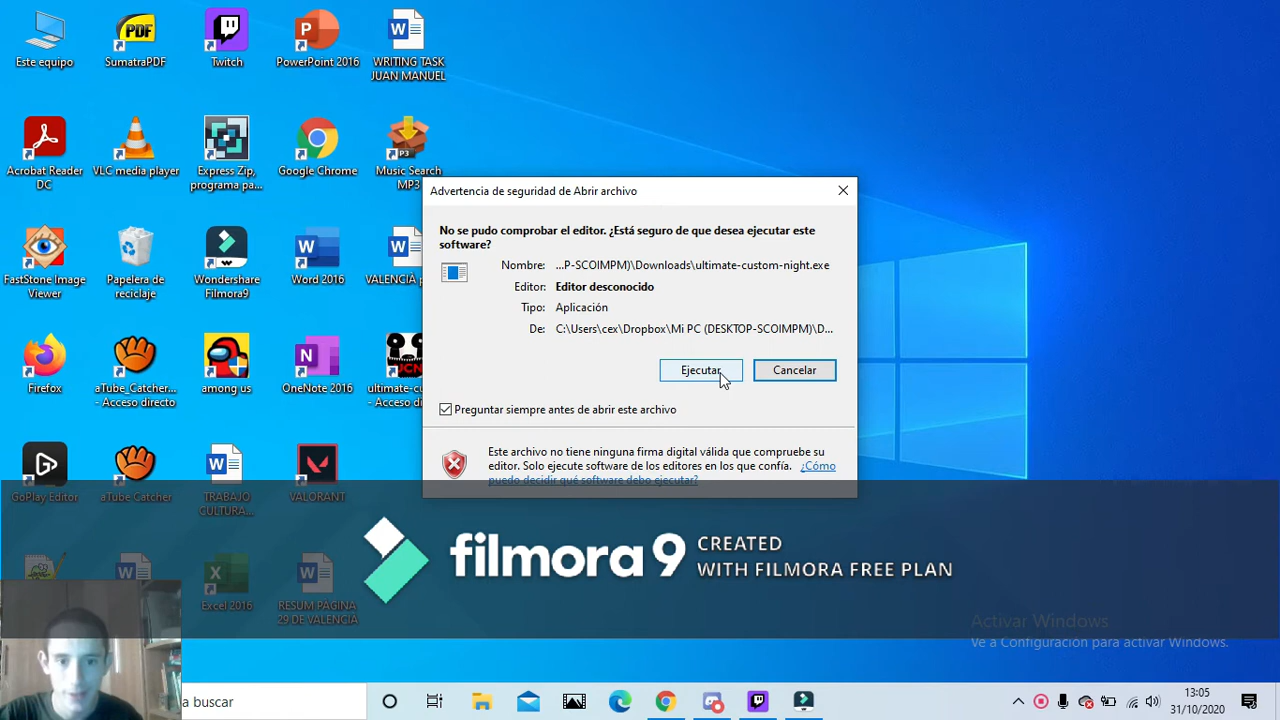 Este equipo
SumatraPDF
Twitch
PowerPoint 2016
WRITING TASK
JUAN MANUEL
Acrobat Reader
DC
VLC media player
Express Zip,
programa pa...
Google Chrome
Music Search
MP3
FastStone Image
Viewer
Papelera de
reciclaje
Wondershare
Filmora9
Word 2016
VALENCIÀ
Firefox
aTube_Catcher...
- Acceso directo
among us
OneNote 2016
ultimate-cu
- Acceso di
GoPlay Editor
aTube Catcher
TRABAJO
CULTURA...
VALORANT
Excel 2016
RESUM PÀGINA
29 DE VALENCIÀ
Advertencia de seguridad de Abrir archivo
No se pudo comprobar el editor. ¿Está seguro de que desea ejecutar este
software?
Nombre: ...P-SCOIMPM)\Downloads\ultimate-custom-night.exe
Editor: Editor desconocido
Tipo: Aplicación
De: C:\Users\cex\Dropbox\Mi PC (DESKTOP-SCOIMPM)\D...
Ejecutar
Cancelar
Preguntar siempre antes de abrir este archivo
Este archivo no tiene ninguna firma digital válida que compruebe su
editor. Solo ejecute software de los editores en los que confía. ¿Cómo
puedo decidir qué software debo ejecutar?
filmora 9
CREATED
WITH FILMORA FREE PLAN
Activar Windows
Ve a Configuración para activar Windows.
a buscar
13:05
31/10/2020